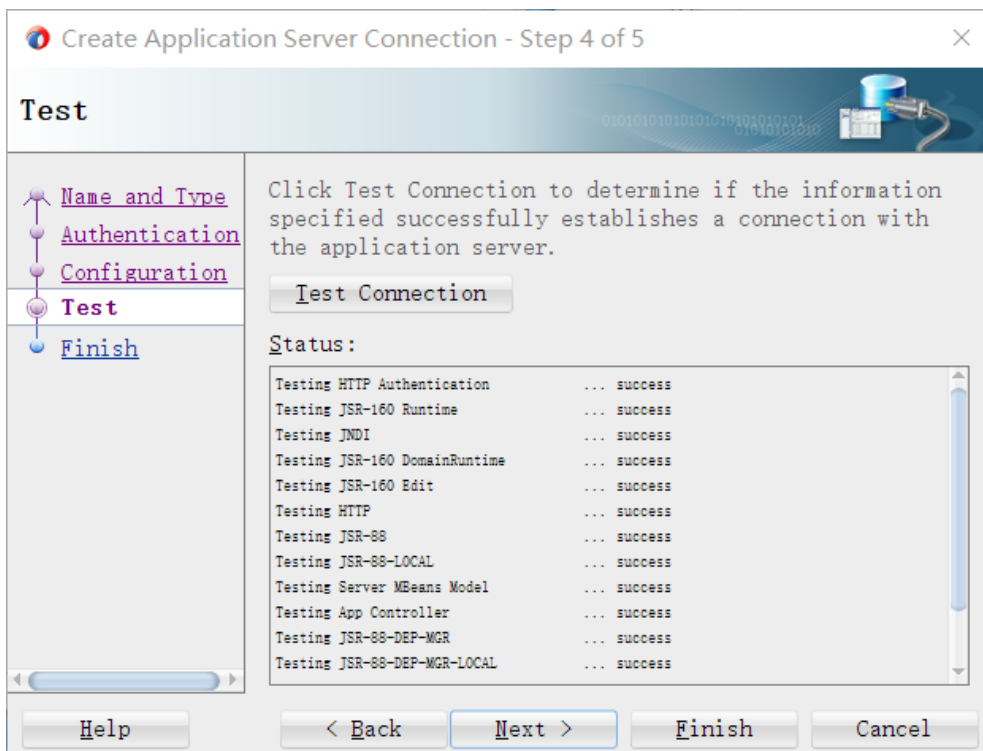 Create Application Server Connection - Step 4 of 5
Test
01010101010101010101010101
01010101010
Name and Type
Authentication
Configuration
Test
Finish
Click Test Connection to determine if the information
specified successfully establishes a connection with
the application server.
Test Connection
Status:
Testing HTTP Authentication ... success
Testing JSR-160 Runtime ... success
Testing JNDI ... success
Testing JSR-160 DomainRuntime ... success
Testing JSR-160 Edit ... success
Testing HTTP ... success
Testing JSR-88 ... success
Testing JSR-88-LOCAL ... success
Testing Server MBeans Model ... success
Testing App Controller ... success
Testing JSR-88-DEP-MGR ... success
Testing JSR-88-DEP-MGR-LOCAL ... success
Help
< Back
Next >
Finish
Cancel